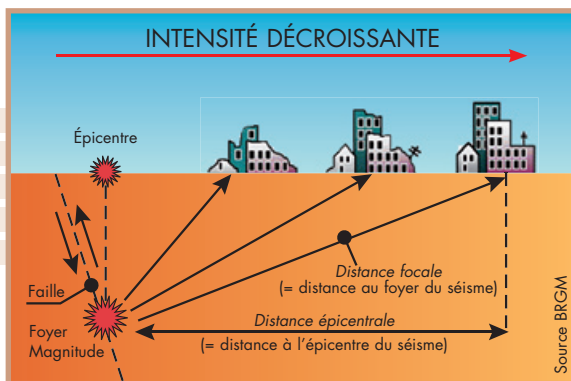 INTENSITÉ DÉCROISSANTE
Épicentre
Faille
Foyer
Magnitude
Distance focale
(= distance au foyer du séisme)
Distance épicentrale
(= distance à l'épicentre du séisme)
Source BRGM